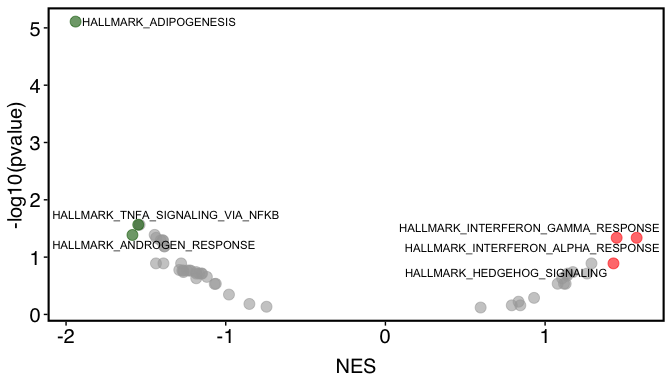 5
HALLMARK_ADIPOGENESIS
4
3
2
HALLMARK_TNFA_SIGNALING_VIA_NFKB
HALLMARK_INTERFERON_GAMMA_RESPONSE
HALLMARK_ANDROGEN_RESPONSE
HALLMARK_INTERFERON_ALPHA_RESPONSE
1
HALLMARK_HEDGEHOG_SIGNALING
0
-2 -1 0 1
NES
-log10(pvalue)